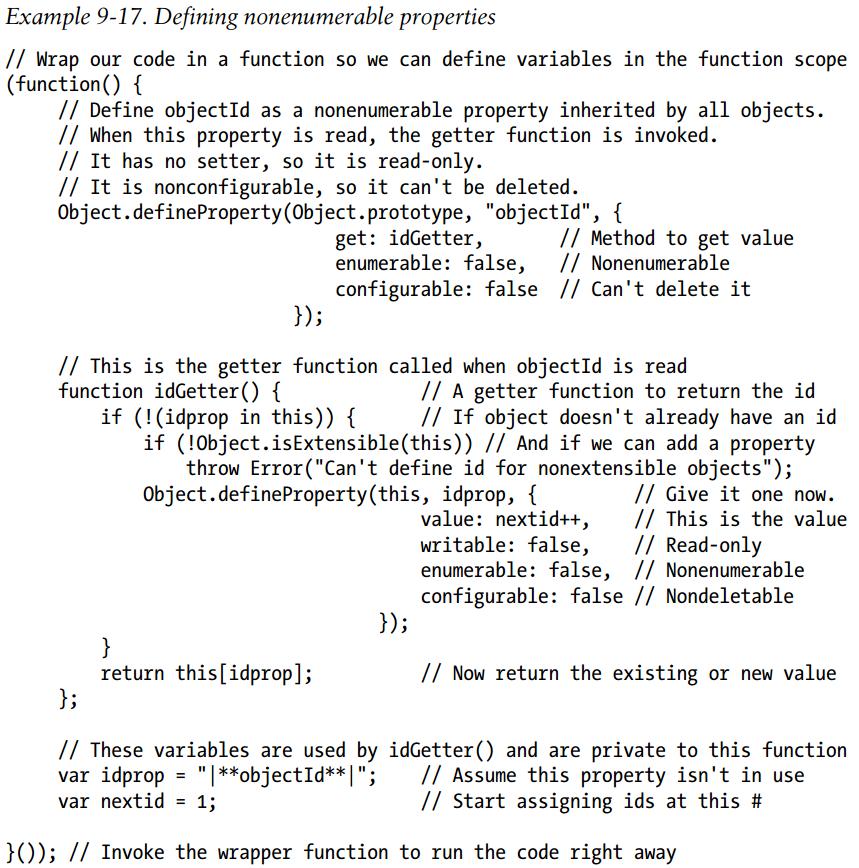 Example 9-17. Defining nonenumerable properties
// Wrap our code in a function so we can define variables in the function scope
(function() {
    // Define objectId as a nonenumerable property inherited by all objects.
    // When this property is read, the getter function is invoked.
    // It has no setter, so it is read-only.
    // It is nonconfigurable, so it can't be deleted.
    Object.defineProperty(Object.prototype, "objectId", {
                              get: idGetter,       // Method to get value
                              enumerable: false,   // Nonenumerable
                              configurable: false  // Can't delete it
                          });
    // This is the getter function called when objectId is read
    function idGetter() {             // A getter function to return the id
        if (!(idprop in this)) {      // If object doesn't already have an id
            if (!Object.isExtensible(this)) // And if we can add a property
                throw Error("Can't define id for nonextensible objects");
            Object.defineProperty(this, idprop, {         // Give it one now.
                                      value: nextid++,    // This is the value
                                      writable: false,    // Read-only
                                      enumerable: false,  // Nonenumerable
                                      configurable: false // Nondeletable
                                  });
        }
        return this[idprop];          // Now return the existing or new value
    };
    // These variables are used by idGetter() and are private to this function
    var idprop = "|**objectId**|";    // Assume this property isn't in use
    var nextid = 1;                   // Start assigning ids at this #
}()); // Invoke the wrapper function to run the code right away